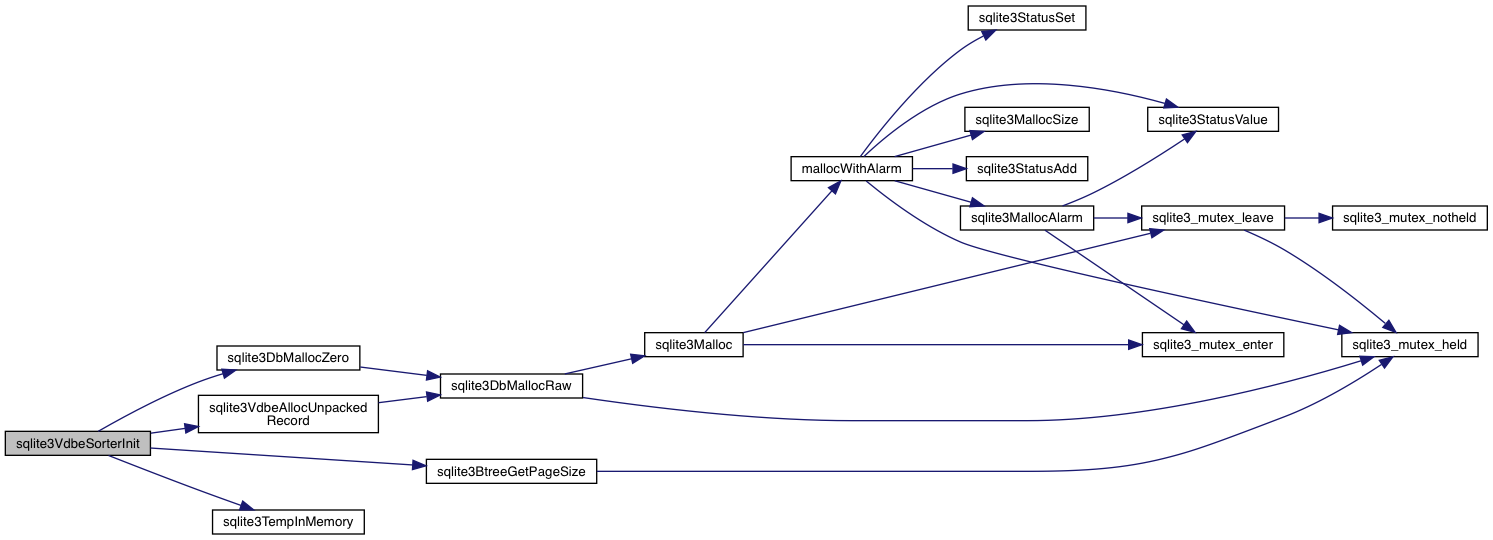 sqlite3StatusSet
sqlite3MallocSize
sqlite3StatusValue
mallocWithAlarm
sqlite3StatusAdd
sqlite3MallocAlarm
sqlite3_mutex_leave
sqlite3_mutex_notheld
sqlite3Malloc
sqlite3_mutex_enter
sqlite3_mutex_held
sqlite3DbMallocZero
sqlite3DbMallocRaw
sqlite3VdbeAllocUnpacked
Record
sqlite3VdbeSorterInit
sqlite3BtreeGetPageSize
sqlite3TempInMemory